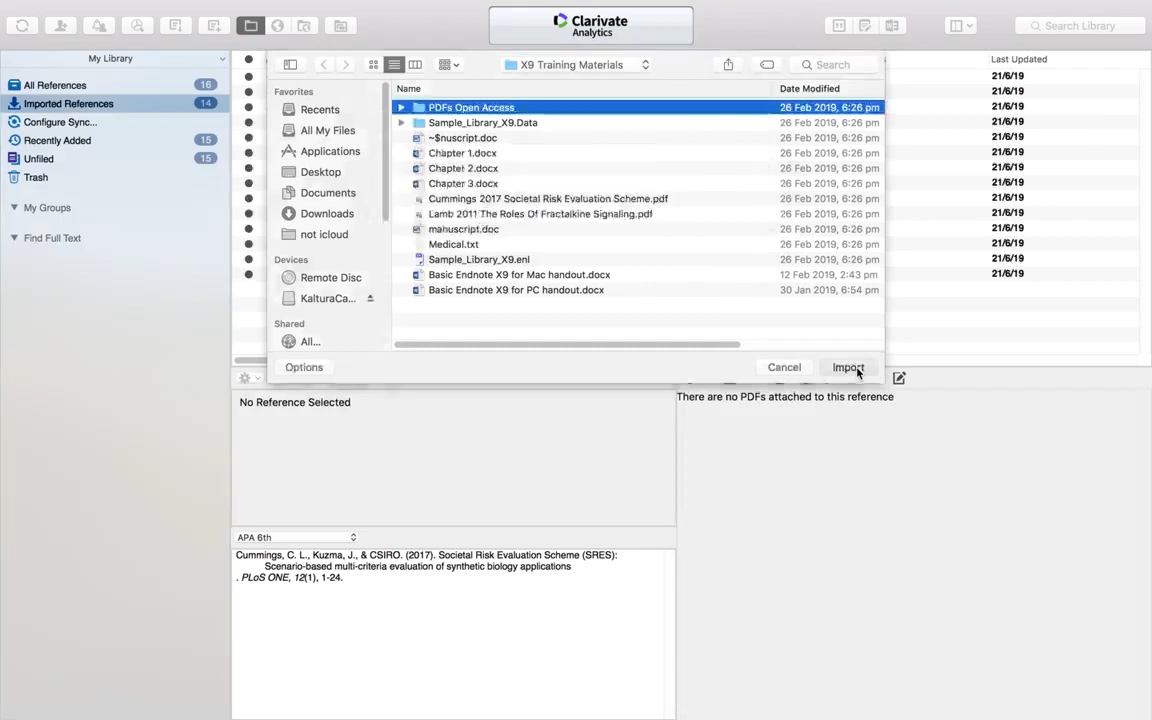 Clarivate
Analytics
Search Library
My Library
All References 16
Imported References 14
Configure Sync...
Recently Added 15
Unfiled 15
Trash
My Groups
Find Full Text
X9 Training Materials
Search
Favorites
Recents
All My Files
Applications
Desktop
Documents
Downloads
not icloud
Devices
Remote Disc
KalturaCa...
Shared
All...
Name Date Modified
PDFs Open Access 26 Feb 2019, 6:26 pm
Sample_Library_X9.Data 26 Feb 2019, 6:26 pm
~$nuscript.doc 26 Feb 2019, 6:26 pm
Chapter 1.docx 26 Feb 2019, 6:26 pm
Chapter 2.docx 26 Feb 2019, 6:26 pm
Chapter 3.docx 26 Feb 2019, 6:26 pm
Cummings 2017 Societal Risk Evaluation Scheme.pdf 26 Feb 2019, 6:26 pm
Lamb 2011 The Roles Of Fractalkine Signaling.pdf 26 Feb 2019, 6:26 pm
manuscript.doc 26 Feb 2019, 6:26 pm
Medical.txt 26 Feb 2019, 6:26 pm
Sample_Library_X9.enl 26 Feb 2019, 6:26 pm
Basic Endnote X9 for Mac handout.docx 12 Feb 2019, 2:43 pm
Basic Endnote X9 for PC handout.docx 30 Jan 2019, 6:54 pm
Options
Cancel
Import
Last Updated
21/6/19
21/6/19
21/6/19
21/6/19
21/6/19
21/6/19
21/6/19
21/6/19
21/6/19
21/6/19
21/6/19
21/6/19
21/6/19
21/6/19
No Reference Selected
There are no PDFs attached to this reference
APA 6th
Cummings, C. L., Kuzma, J., & CSIRO. (2017). Societal Risk Evaluation Scheme (SRES):
Scenario-based multi-criteria evaluation of synthetic biology applications
. PLoS ONE, 12(1), 1-24.